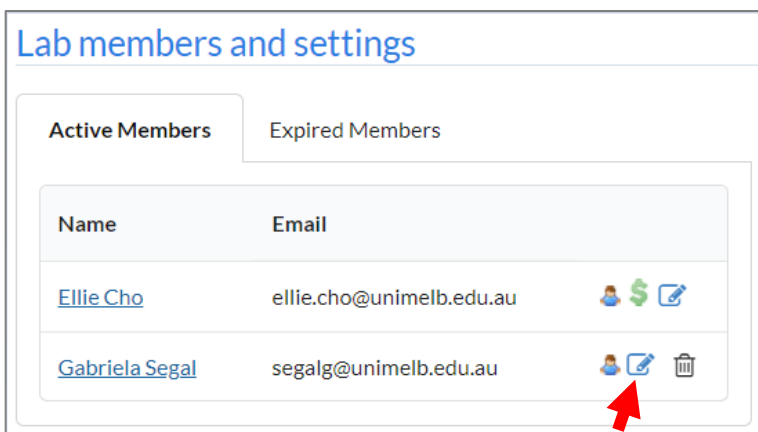 Lab members and settings
Active Members Expired Members
Name Email
Ellie Cho ellie.cho@unimelb.edu.au $
Gabriela Segal segalg@unimelb.edu.au